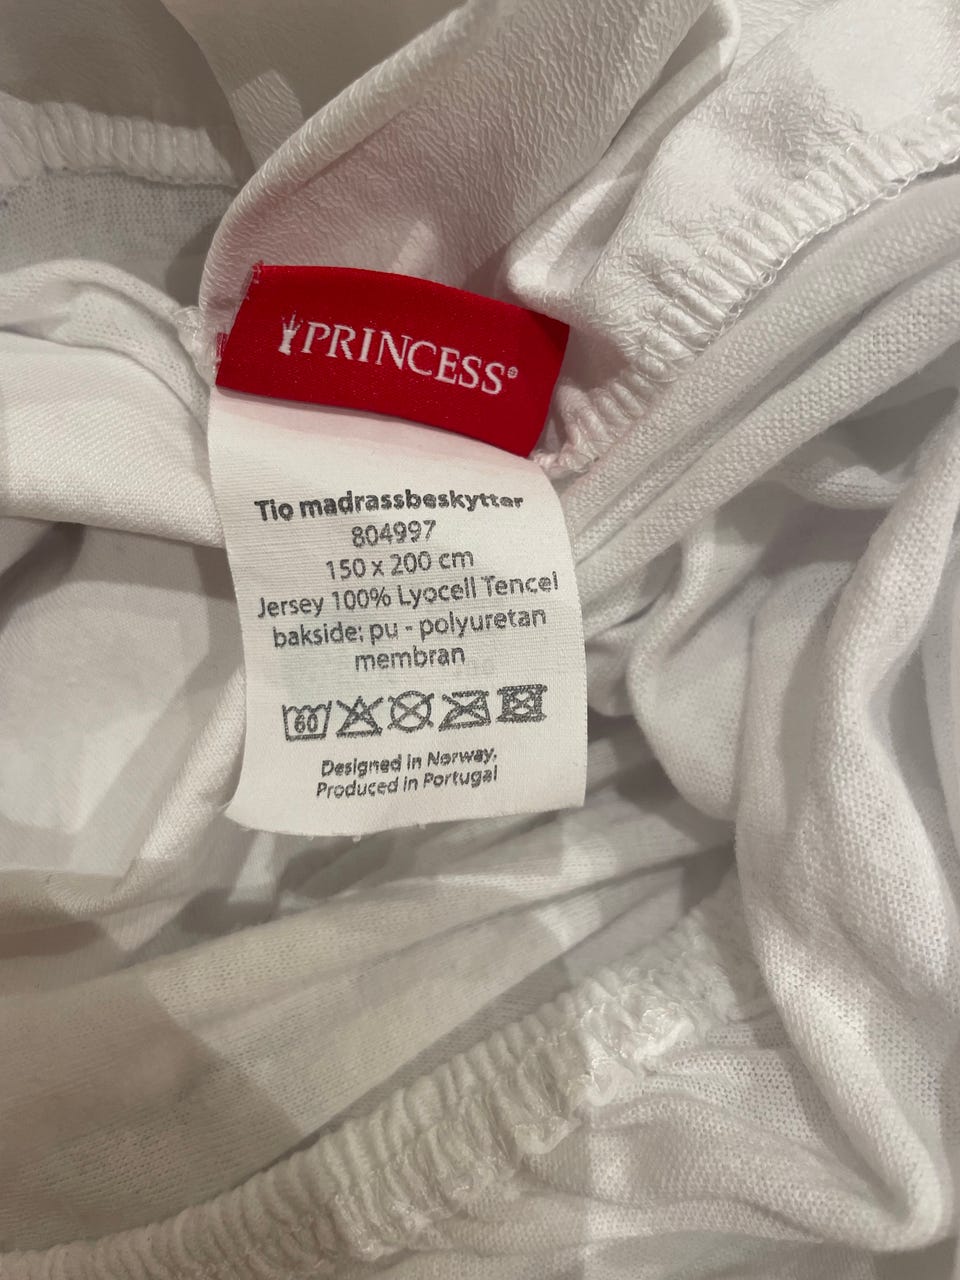 PRINCESS®
Tio madrassbeskytter
804997
150 x 200 cm
Jersey 100% Lyocell Tencel
bakside: pu - polyuretan
membran
60
Designed in Norway.
Produced in Portugal